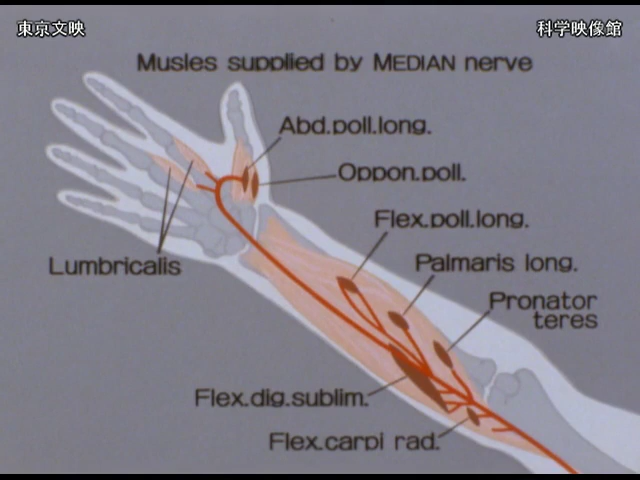 東京文映
科学映像館
Musles supplied by MEDIAN nerve
Abd.poll.long.
Oppon.poll.
Flex.poll.long.
Lumbricalis
Palmaris long.
Pronator
teres
Flex.dig.sublim.
Flex.carpi rad.